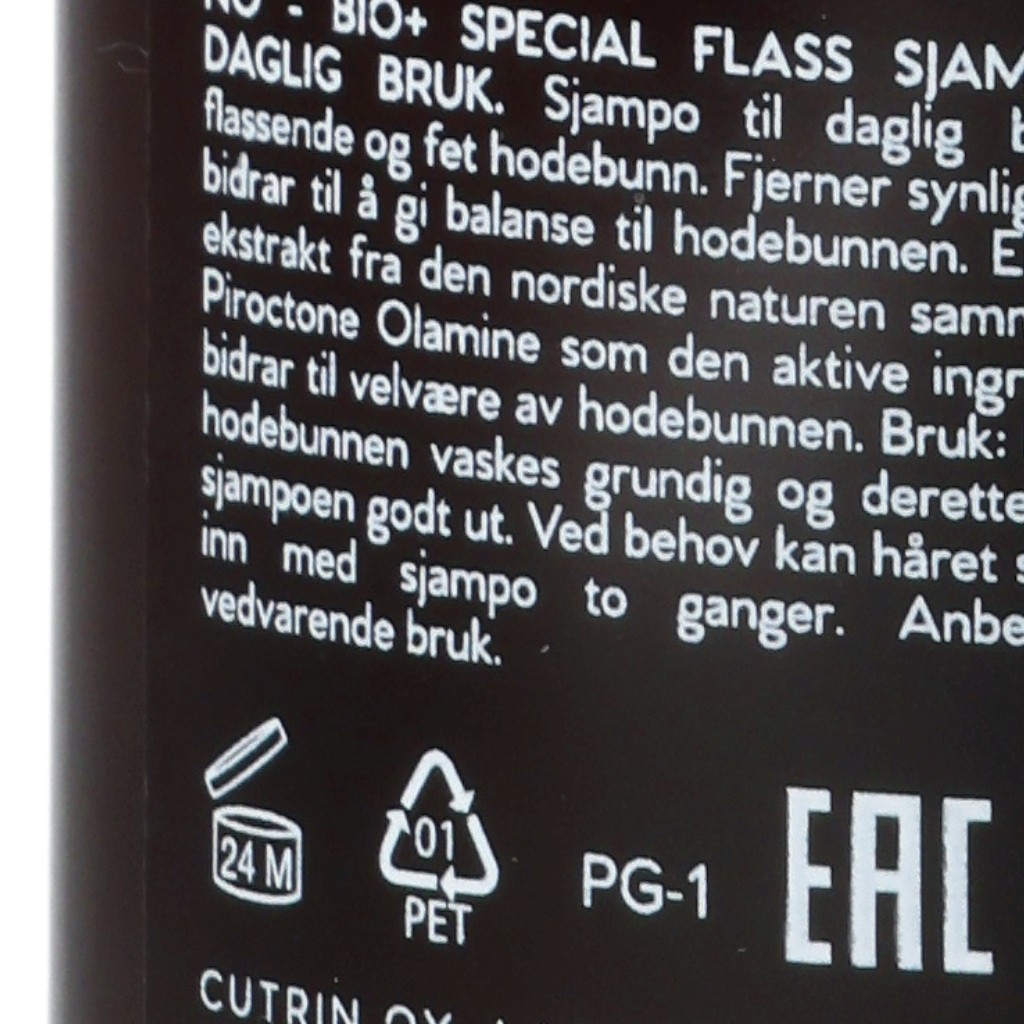 NO - BIO+ SPECIAL FLASS SJAM
DAGLIG BRUK. Sjampo til daglig b
flassende og fet hodebunn. Fjerner synlig
bidrar til å gi balanse til hodebunnen. E
ekstrakt fra den nordiske naturen samm
Piroctone Olamine som den aktive ingr
bidrar til velvære av hodebunnen. Bruk:
hodebunnen vaskes grundig og derette
sjampoen godt ut. Ved behov kan håret s
inn med sjampo to ganger. Anbe
vedvarende bruk.
24 M
01
PET
PG-1
EAC
CUTRIN OY